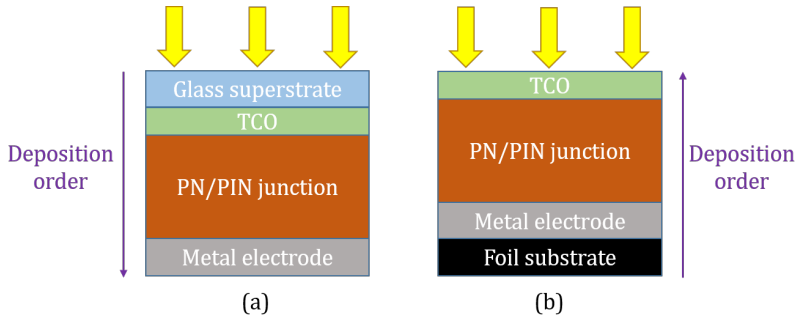 Glass superstrate
TCO
PN/PIN junction
Metal electrode
Deposition
order
(a)
TCO
PN/PIN junction
Metal electrode
Foil substrate
Deposition
order
(b)